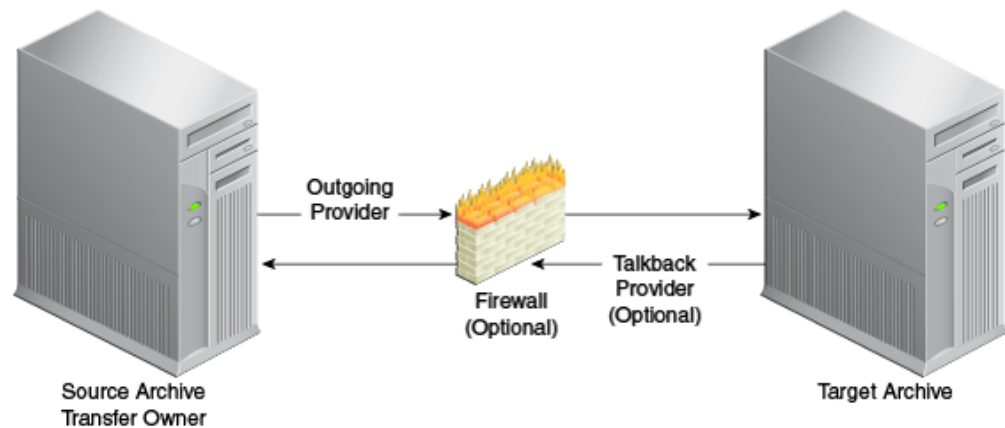 Outgoing
Provider
Talkback
Provider
(Optional)
Firewall
(Optional)
Source Archive
Transfer Owner
Target Archive